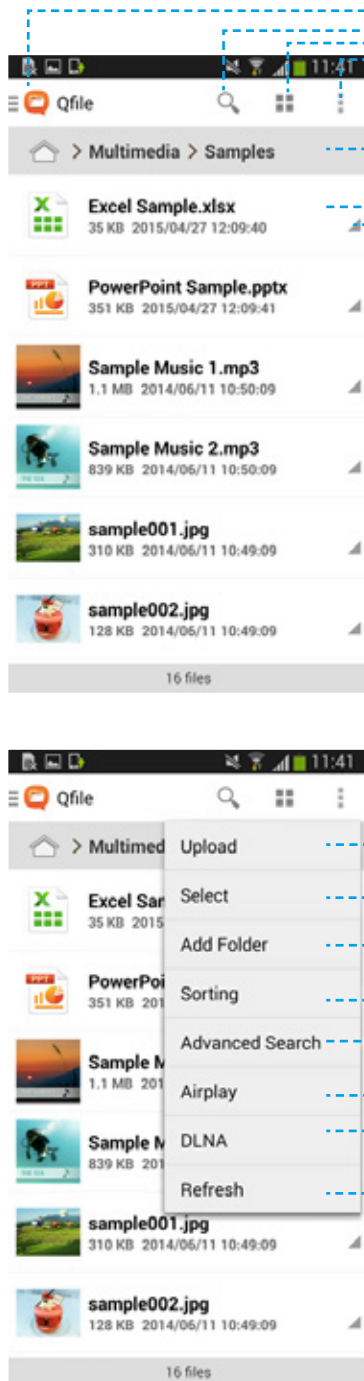 11:41
Qfile
> Multimedia > Samples
Excel Sample.xlsx
35 KB 2015/04/27 12:09:40
PPT
PowerPoint Sample.pptx
351 KB 2015/04/27 12:09:41
Sample Music 1.mp3
1.1 MB 2014/06/11 10:50:09
Sample Music 2.mp3
839 KB 2014/06/11 10:50:09
sample001.jpg
310 KB 2014/06/11 10:49:09
sample002.jpg
128 KB 2014/06/11 10:49:09
16 files
11:41
Qfile
> Multimed
Upload
Excel Sar
Select
35 KB 2015
Add Folder
PPT
PowerPoi
Sorting
351 KB 201
Advanced Search
Sample M
1.1 MB 201
Airplay
Sample M
DLNA
839 KB 201
Refresh
sample001.jpg
310 KB 2014/06/11 10:49:09
sample002.jpg
128 KB 2014/06/11 10:49:09
16 files